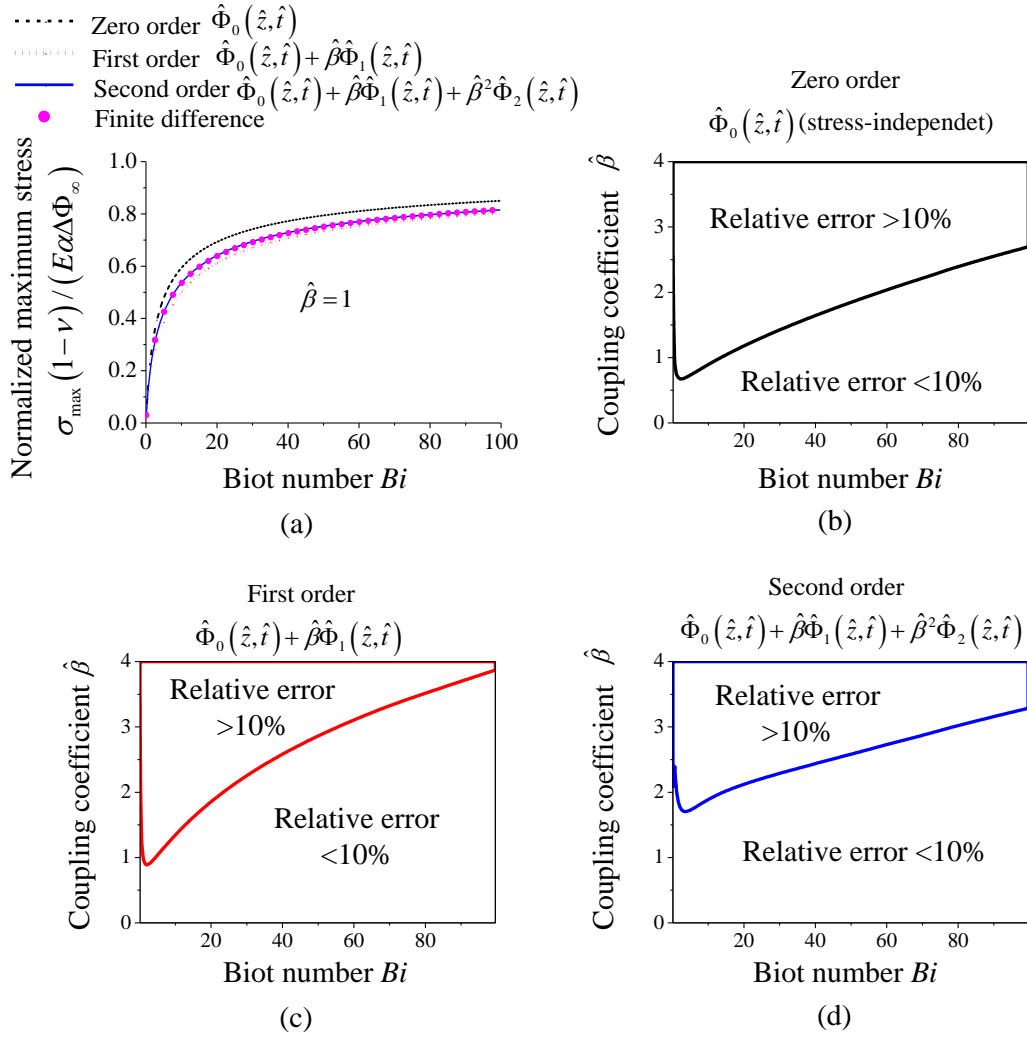 Zero order Φ̂₀(ẑ,t̂)
First order Φ̂₀(ẑ,t̂)+β̂Φ̂₁(ẑ,t̂)
Second order Φ̂₀(ẑ,t̂)+β̂Φ̂₁(ẑ,t̂)+β̂²Φ̂₂(ẑ,t̂)
Finite difference
Normalized maximum stress
σmax(1−ν)/(EαΔΦ∞)
1.0
0.8
0.6
0.4
0.2
0.0
β̂=1
0 20 40 60 80 100
Biot number Bi
(a)
Zero order
Φ̂₀(ẑ,t̂) (stress-independet)
Coupling coefficient β̂
4
3
2
1
0
Relative error >10%
Relative error <10%
20 40 60 80
Biot number Bi
(b)
First order
Φ̂₀(ẑ,t̂)+β̂Φ̂₁(ẑ,t̂)
Coupling coefficient β̂
4
3
2
1
0
Relative error
>10%
Relative error
<10%
20 40 60 80
Biot number Bi
(c)
Second order
Φ̂₀(ẑ,t̂)+β̂Φ̂₁(ẑ,t̂)+β̂²Φ̂₂(ẑ,t̂)
Coupling coefficient β̂
4
3
2
1
0
Relative error
>10%
Relative error <10%
20 40 60 80
Biot number Bi
(d)